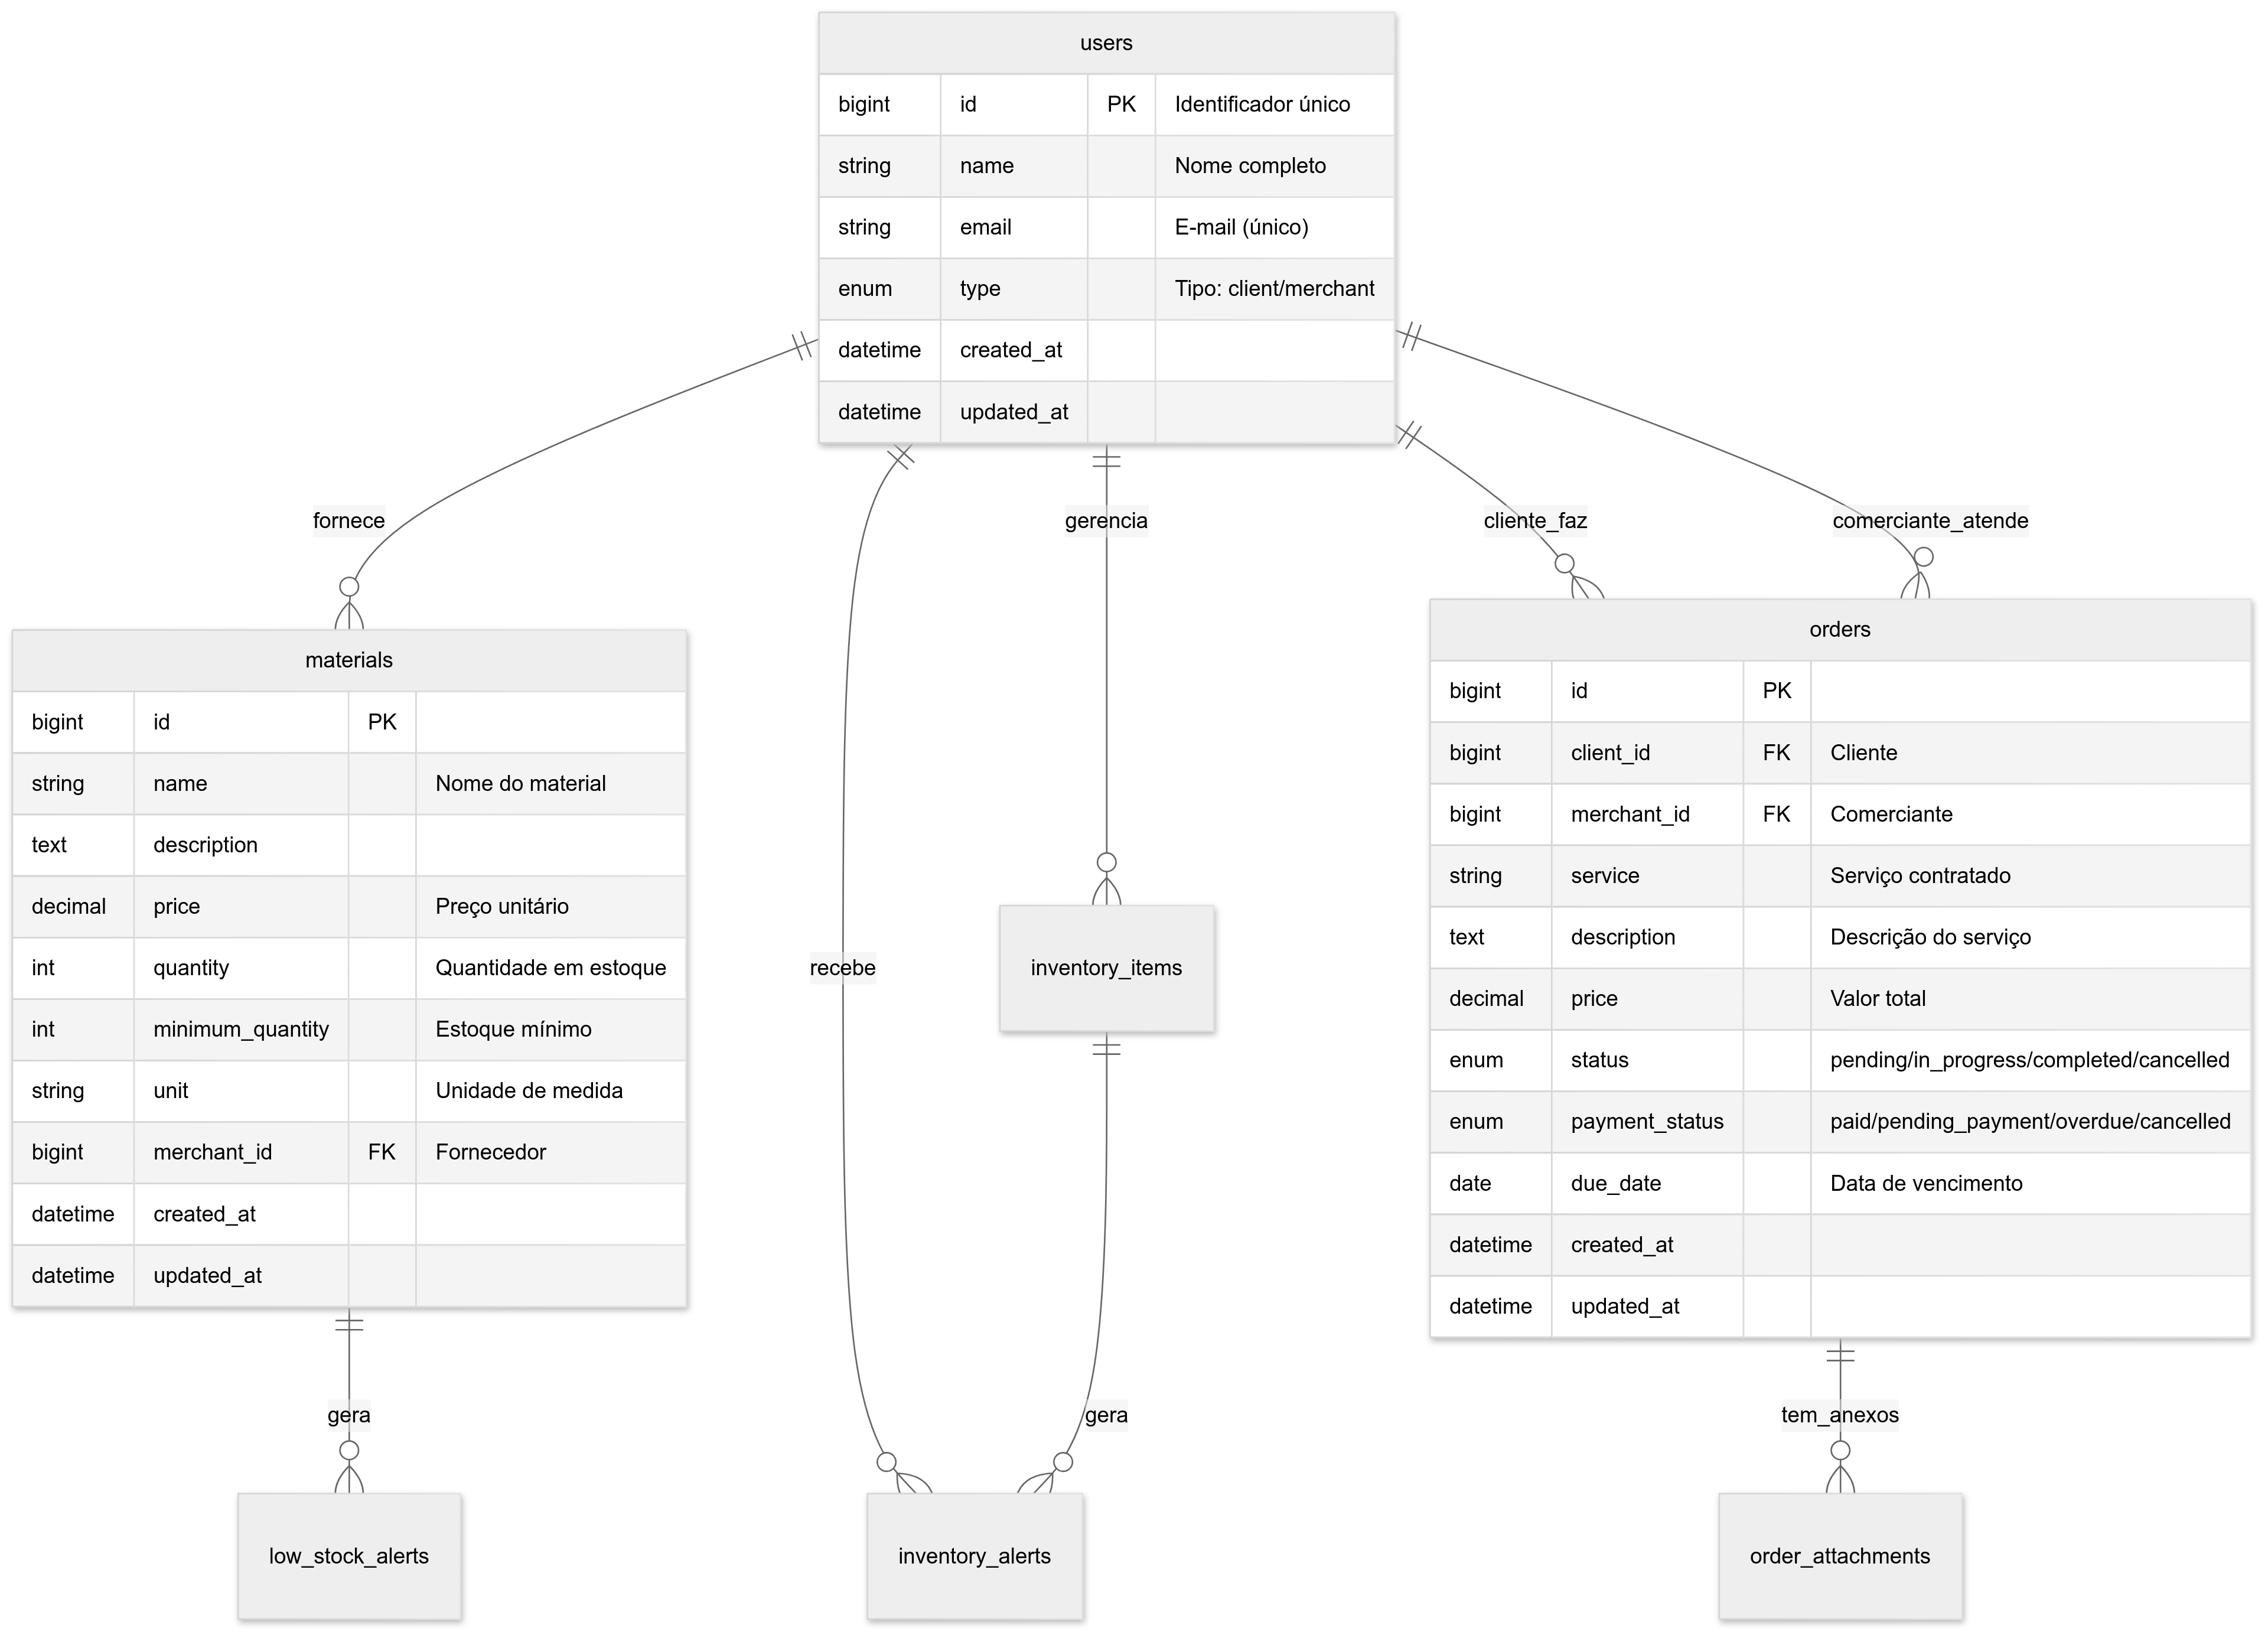 users
bigint id PK Identificador único
string name Nome completo
string email E-mail (único)
enum type Tipo: client/merchant
datetime created_at
datetime updated_at
fornece
gerencia
cliente_faz
comerciante_atende
materials
bigint id PK
string name Nome do material
text description
decimal price Preço unitário
int quantity Quantidade em estoque
int minimum_quantity Estoque mínimo
string unit Unidade de medida
bigint merchant_id FK Fornecedor
datetime created_at
datetime updated_at
recebe
inventory_items
orders
bigint id PK
bigint client_id FK Cliente
bigint merchant_id FK Comerciante
string service Serviço contratado
text description Descrição do serviço
decimal price Valor total
enum status pending/in_progress/completed/cancelled
enum payment_status paid/pending_payment/overdue/cancelled
date due_date Data de vencimento
datetime created_at
datetime updated_at
gera
gera
tem_anexos
low_stock_alerts
inventory_alerts
order_attachments